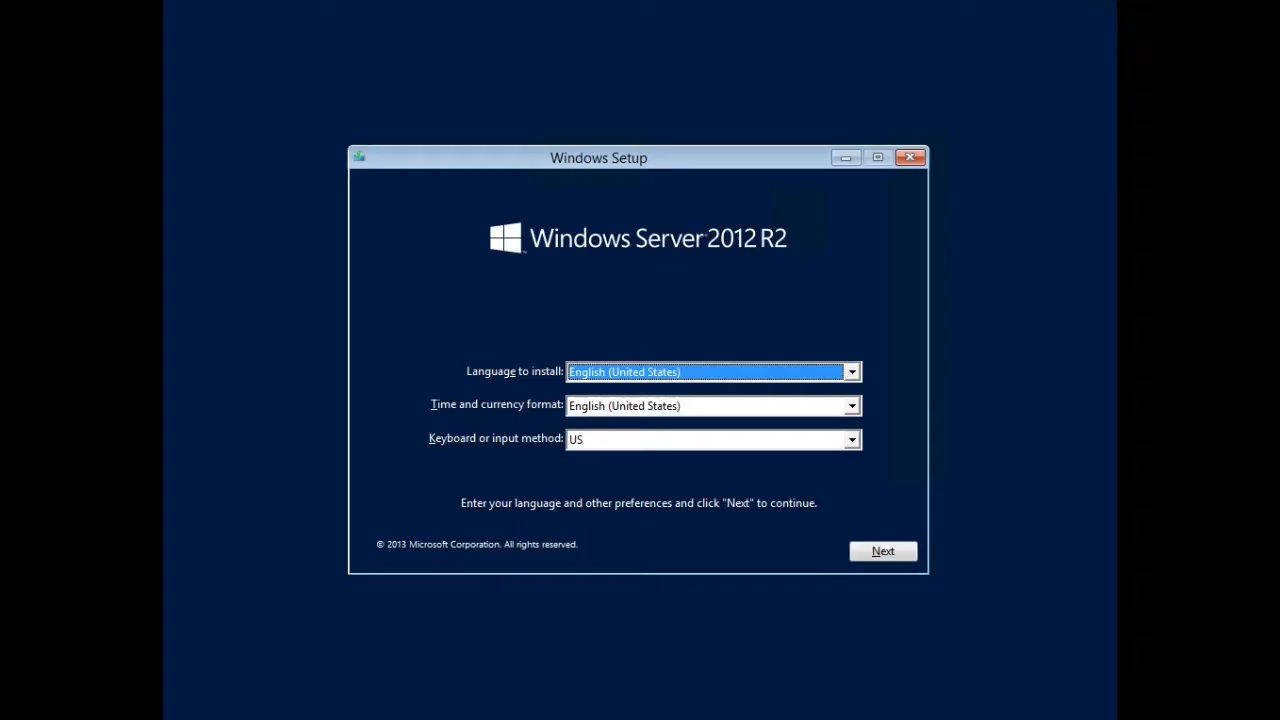 Windows Setup
Windows Server 2012 R2
Language to install: English (United States)
Time and currency format: English (United States)
Keyboard or input method: US
Enter your language and other preferences and click "Next" to continue.
© 2013 Microsoft Corporation. All rights reserved.
Next